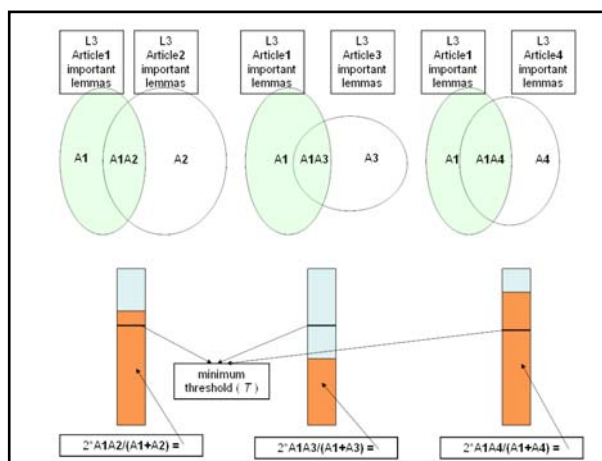 L3
Article1
important
lemmas
L3
Article2
important
lemmas
L3
Article1
important
lemmas
L3
Article3
important
lemmas
L3
Article1
important
lemmas
L3
Article4
important
lemmas
A1
A1A2
A2
A1
A1A3
A3
A1
A1A4
A4
minimum
threshold ( T )
2*A1A2/(A1+A2) =
2*A1A3/(A1+A3) =
2*A1A4/(A1+A4) =